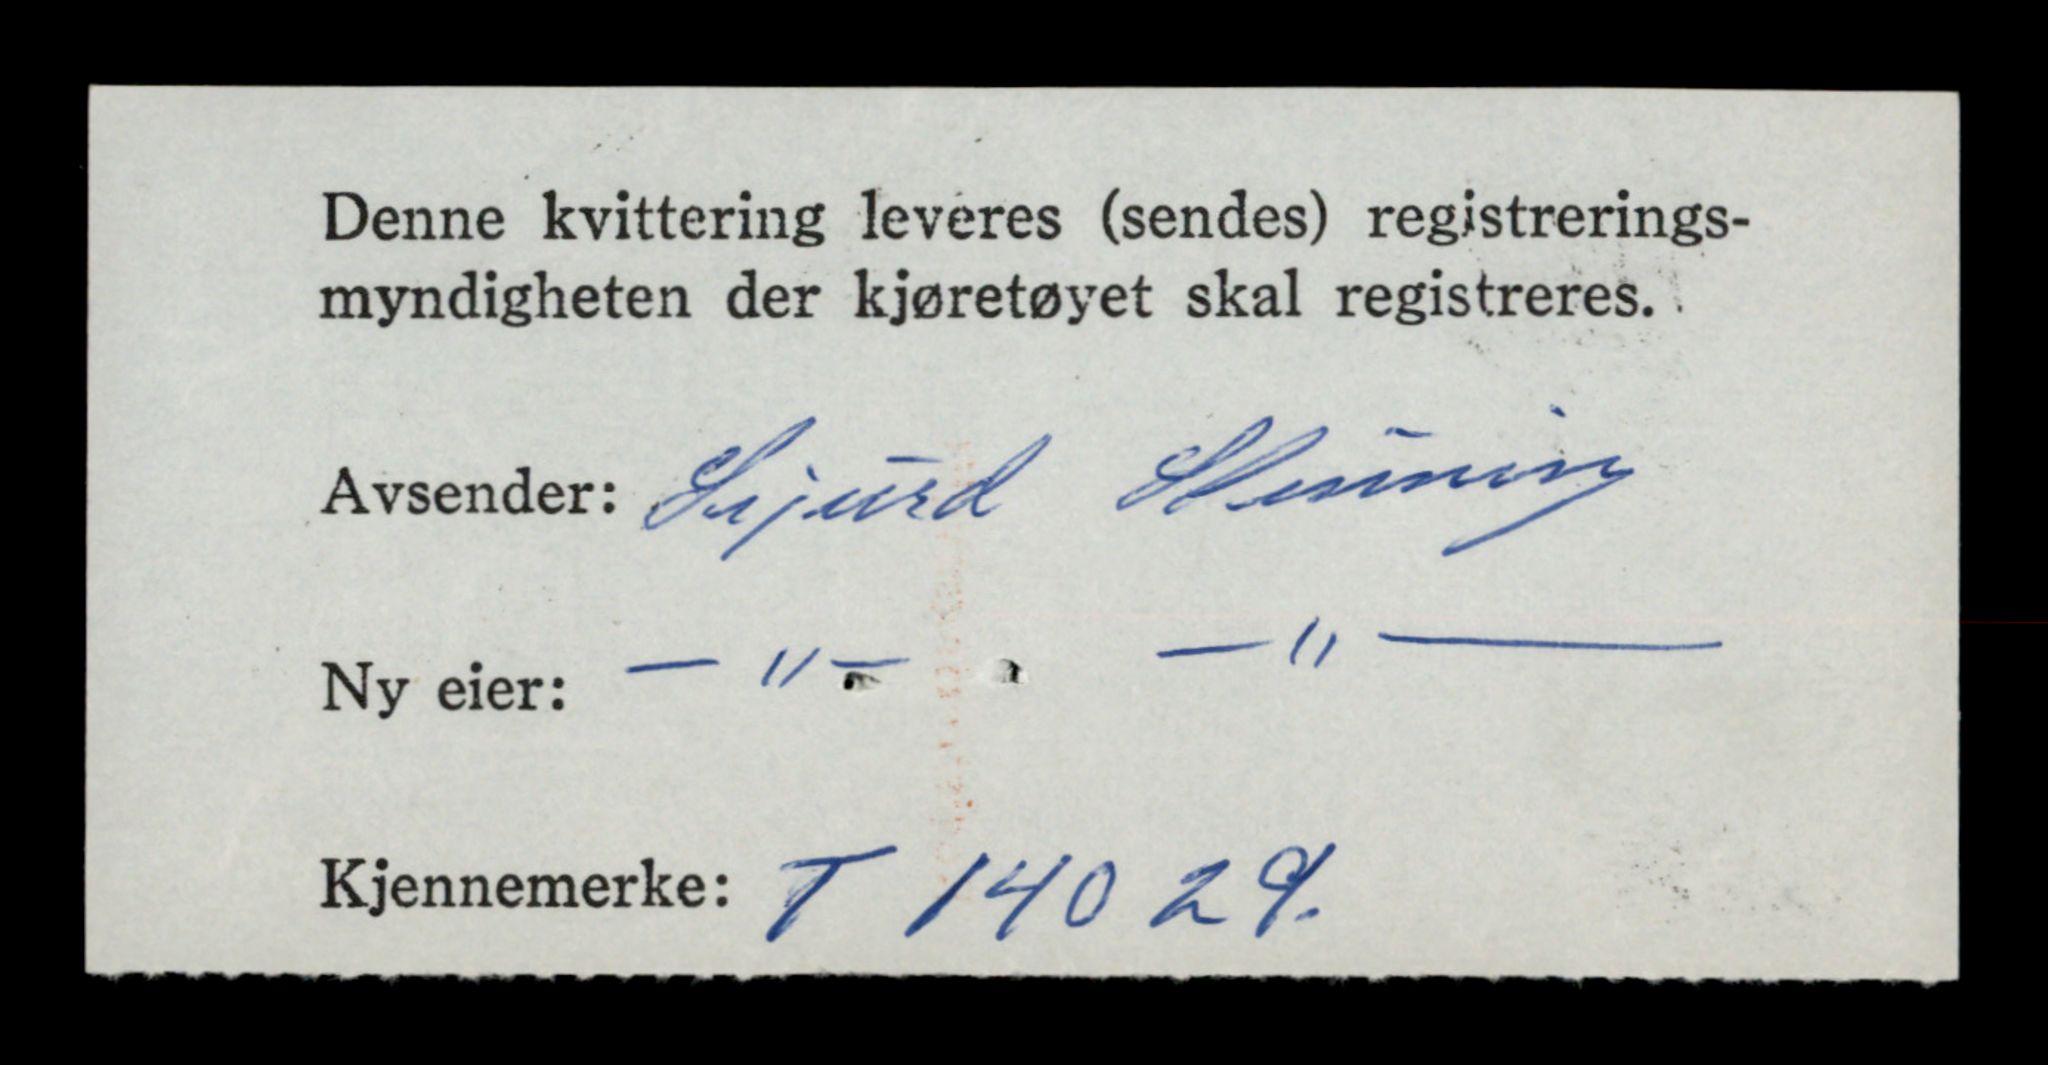 Denne kvittering leveres (sendes) registrerings-
myndigheten der kjøretøyet skal registreres.
Avsender: Sigurd
Ny eier: — " — — " —
Kjennemerke: T 14029.